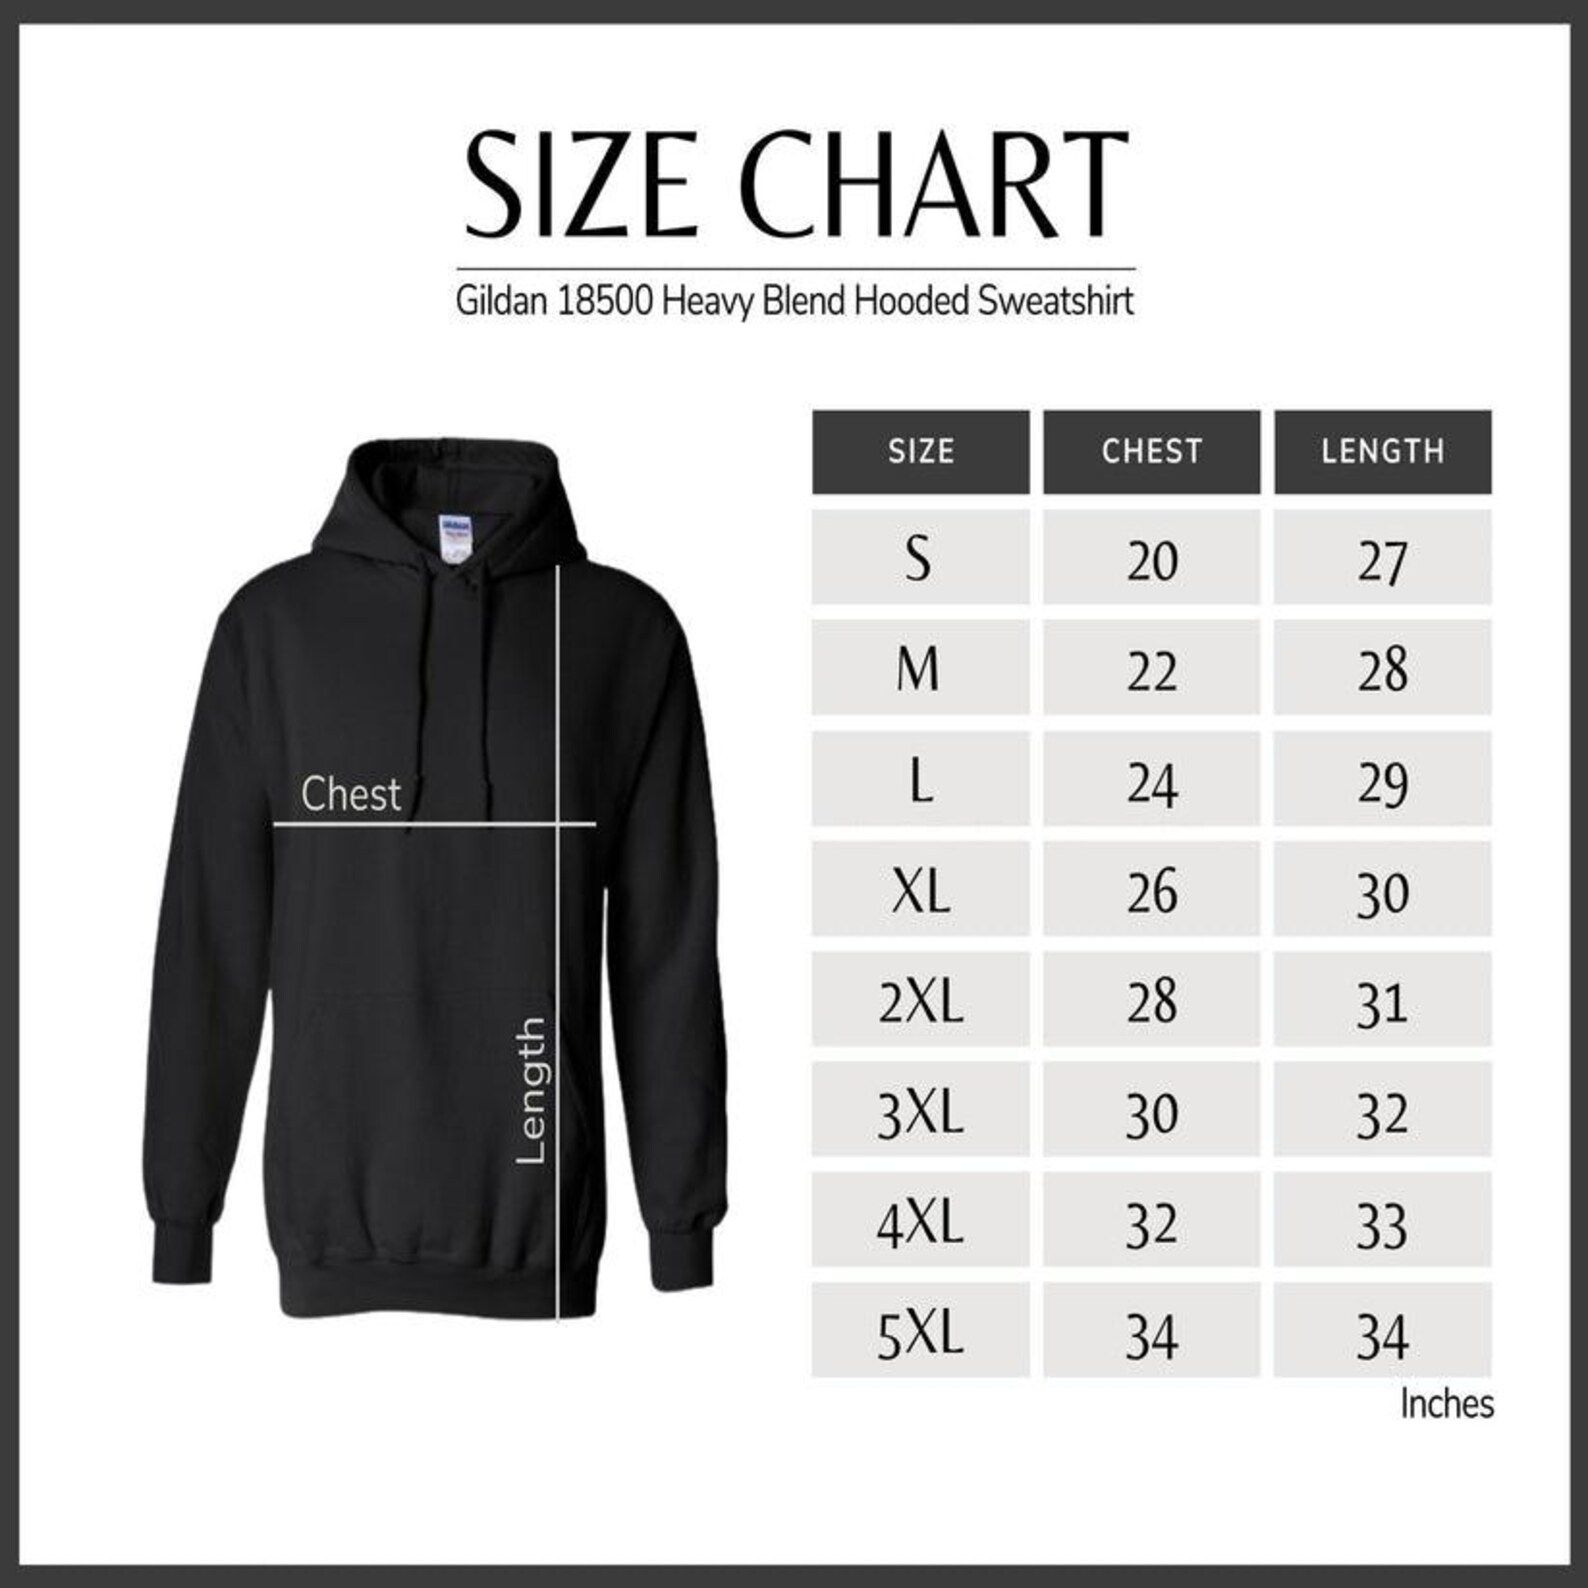 SIZE CHART
Gildan 18500 Heavy Blend Hooded Sweatshirt
SIZE CHEST LENGTH
S 20 27
M 22 28
L 24 29
XL 26 30
2XL 28 31
3XL 30 32
4XL 32 33
5XL 34 34
Inches
Chest
Length